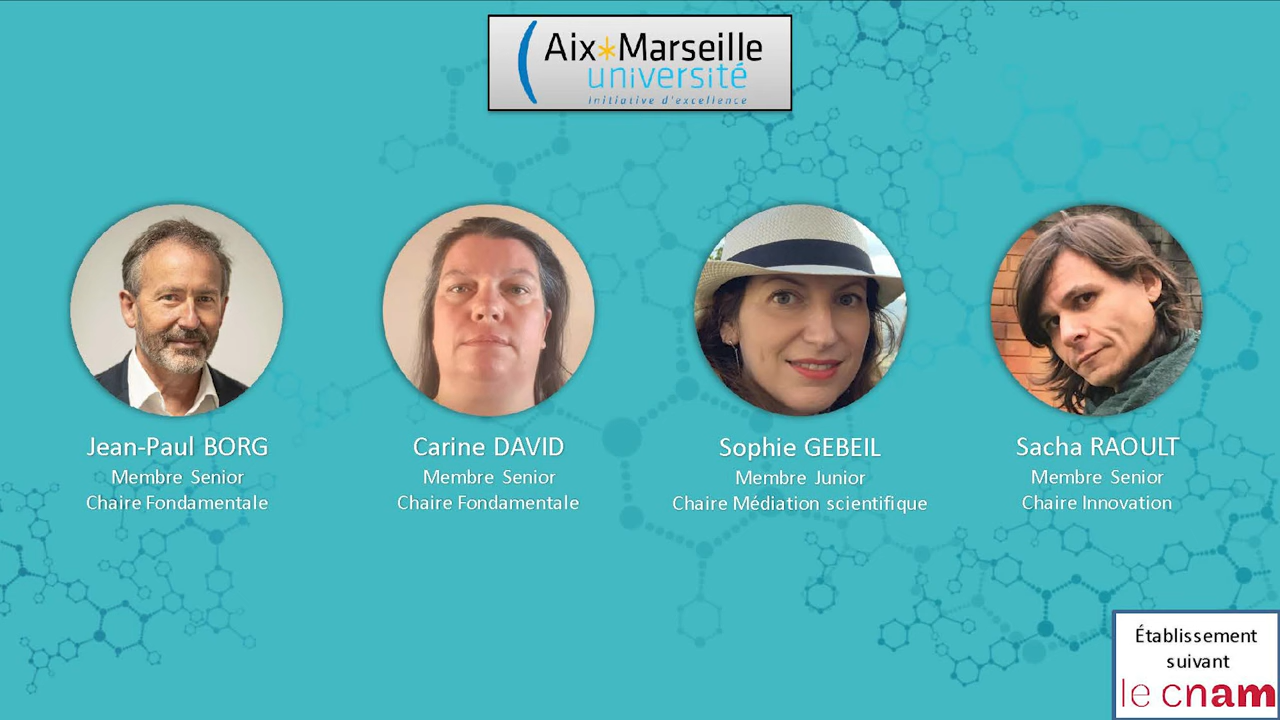 Aix*Marseille
université
Initiative d'excellence
Jean-Paul BORG
Membre Senior
Chaire Fondamentale
Carine DAVID
Membre Senior
Chaire Fondamentale
Sophie GEBEIL
Membre Junior
Chaire Médiation scientifique
Sacha RAOULT
Membre Senior
Chaire Innovation
Établissement
suivant
le cnam